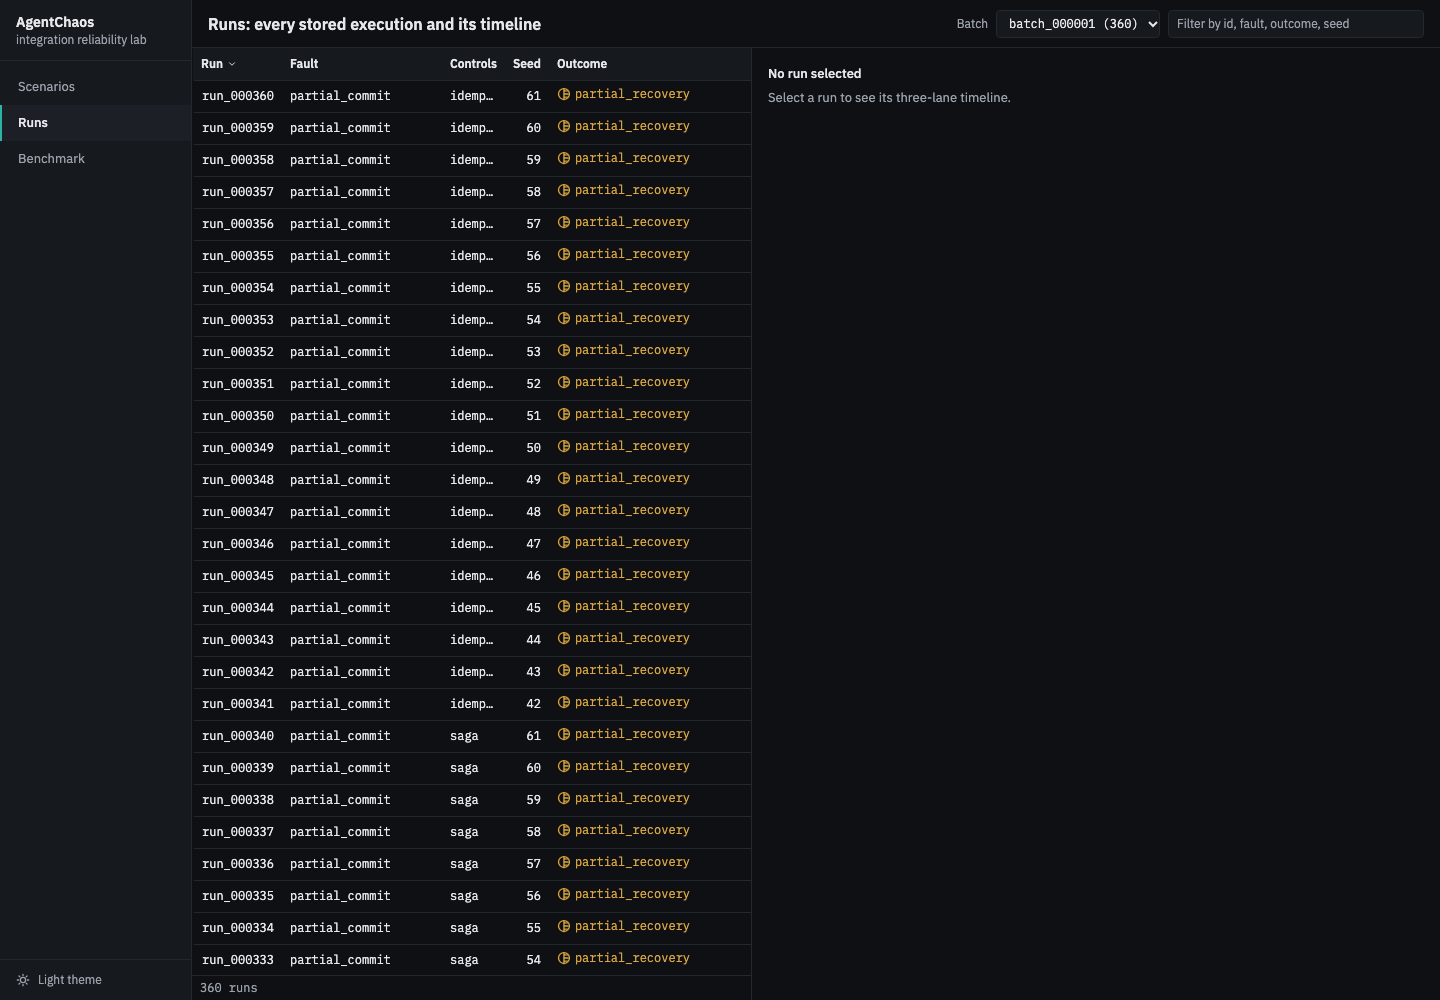 AgentChaos
integration reliability lab
Scenarios
Runs
Benchmark
Light theme
Runs: every stored execution and its timeline
Batch batch_000001 (360) Filter by id, fault, outcome, seed
Run Fault Controls Seed Outcome
run_000360 partial_commit idemp… 61 partial_recovery
run_000359 partial_commit idemp… 60 partial_recovery
run_000358 partial_commit idemp… 59 partial_recovery
run_000357 partial_commit idemp… 58 partial_recovery
run_000356 partial_commit idemp… 57 partial_recovery
run_000355 partial_commit idemp… 56 partial_recovery
run_000354 partial_commit idemp… 55 partial_recovery
run_000353 partial_commit idemp… 54 partial_recovery
run_000352 partial_commit idemp… 53 partial_recovery
run_000351 partial_commit idemp… 52 partial_recovery
run_000350 partial_commit idemp… 51 partial_recovery
run_000349 partial_commit idemp… 50 partial_recovery
run_000348 partial_commit idemp… 49 partial_recovery
run_000347 partial_commit idemp… 48 partial_recovery
run_000346 partial_commit idemp… 47 partial_recovery
run_000345 partial_commit idemp… 46 partial_recovery
run_000344 partial_commit idemp… 45 partial_recovery
run_000343 partial_commit idemp… 44 partial_recovery
run_000342 partial_commit idemp… 43 partial_recovery
run_000341 partial_commit idemp… 42 partial_recovery
run_000340 partial_commit saga 61 partial_recovery
run_000339 partial_commit saga 60 partial_recovery
run_000338 partial_commit saga 59 partial_recovery
run_000337 partial_commit saga 58 partial_recovery
run_000336 partial_commit saga 57 partial_recovery
run_000335 partial_commit saga 56 partial_recovery
run_000334 partial_commit saga 55 partial_recovery
run_000333 partial_commit saga 54 partial_recovery
360 runs
No run selected
Select a run to see its three-lane timeline.